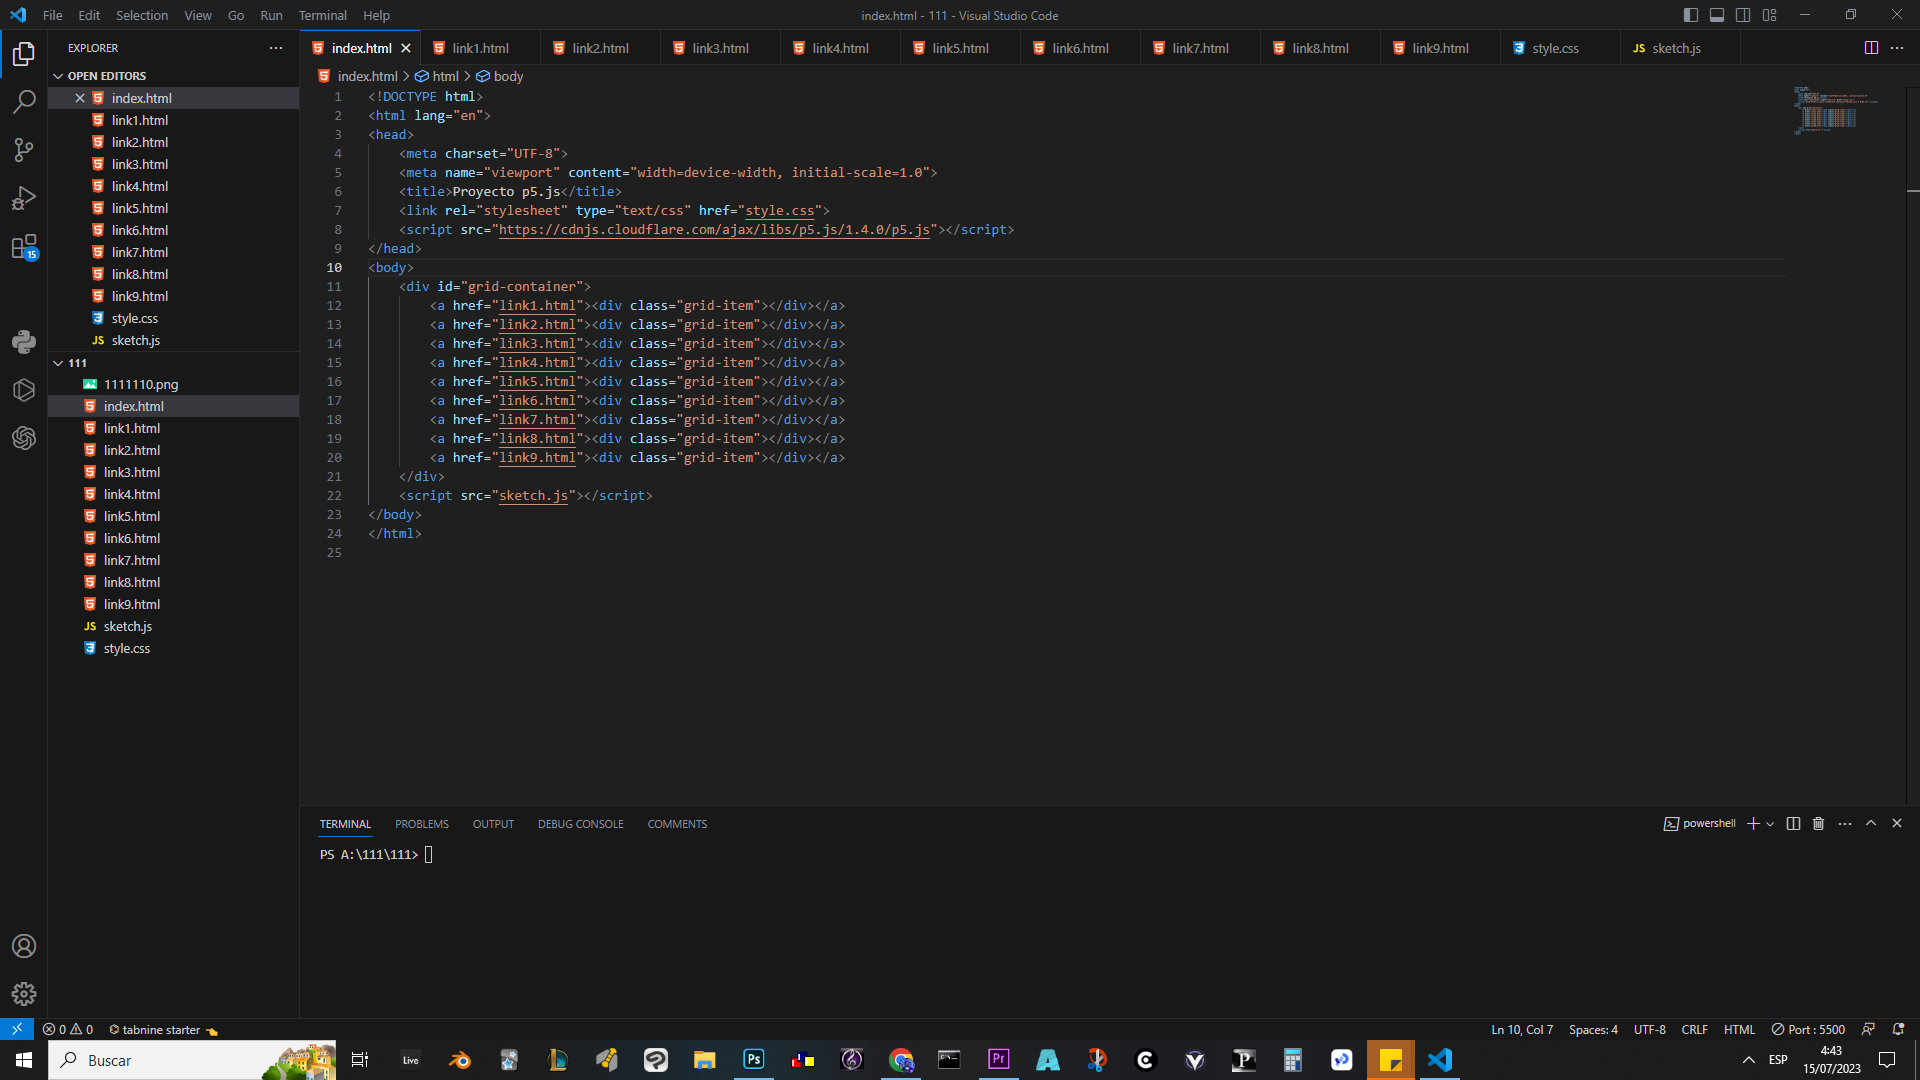 File Edit Selection View Go Run Terminal Help
index.html - 111 - Visual Studio Code
EXPLORER
OPEN EDITORS
index.html
link1.html
link2.html
link3.html
link4.html
link5.html
link6.html
link7.html
link8.html
link9.html
style.css
JS sketch.js
111
1111110.png
index.html
link1.html
link2.html
link3.html
link4.html
link5.html
link6.html
link7.html
link8.html
link9.html
JS sketch.js
style.css
15
index.html link1.html link2.html link3.html link4.html link5.html link6.html link7.html link8.html link9.html style.css JS sketch.js
index.html > html > body
1 <!DOCTYPE html>
2 <html lang="en">
3 <head>
4 <meta charset="UTF-8">
5 <meta name="viewport" content="width=device-width, initial-scale=1.0">
6 <title>Proyecto p5.js</title>
7 <link rel="stylesheet" type="text/css" href="style.css">
8 <script src="https://cdnjs.cloudflare.com/ajax/libs/p5.js/1.4.0/p5.js"></script>
9 </head>
10 <body>
11 <div id="grid-container">
12 <a href="link1.html"><div class="grid-item"></div></a>
13 <a href="link2.html"><div class="grid-item"></div></a>
14 <a href="link3.html"><div class="grid-item"></div></a>
15 <a href="link4.html"><div class="grid-item"></div></a>
16 <a href="link5.html"><div class="grid-item"></div></a>
17 <a href="link6.html"><div class="grid-item"></div></a>
18 <a href="link7.html"><div class="grid-item"></div></a>
19 <a href="link8.html"><div class="grid-item"></div></a>
20 <a href="link9.html"><div class="grid-item"></div></a>
21 </div>
22 <script src="sketch.js"></script>
23 </body>
24 </html>
25
TERMINAL PROBLEMS OUTPUT DEBUG CONSOLE COMMENTS
powershell
PS A:\111\111>
0 0 tabnine starter
Ln 10, Col 7 Spaces: 4 UTF-8 CRLF HTML Port : 5500
Buscar
Live
Ps
Pr
ESP
4:43
15/07/2023